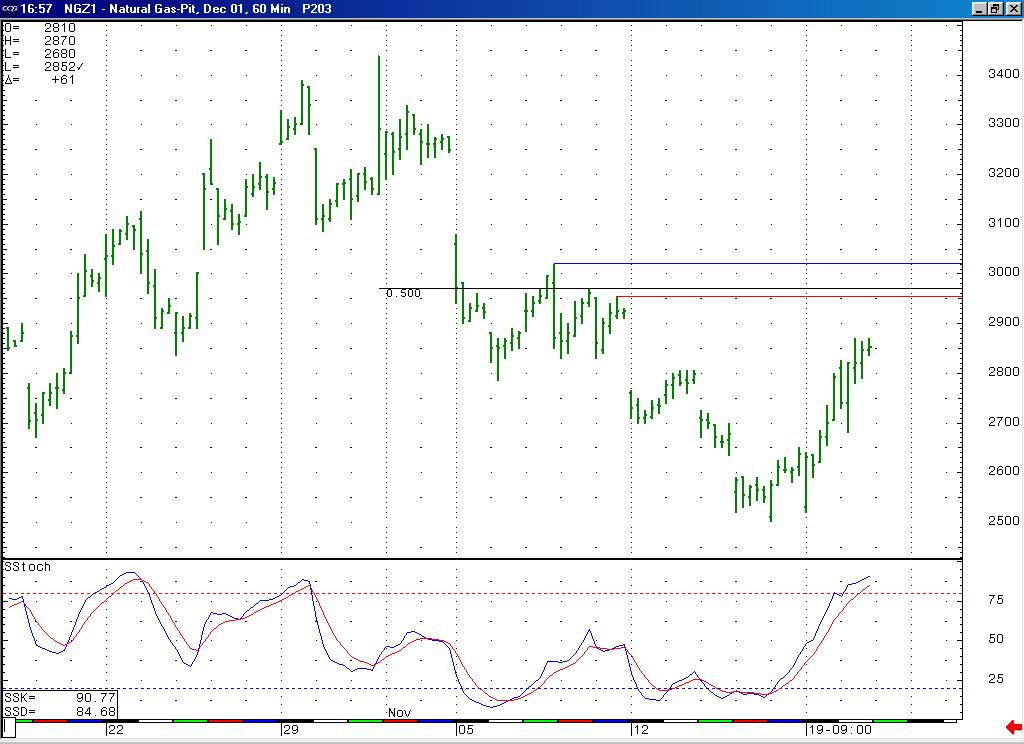 CQG 16:57 NGZ1 - Natural Gas-Pit, Dec 01, 60 Min P203
O= 2810
H= 2870
L= 2680
L= 2852✓
Δ= +61
3400
3300
3200
3100
3000
0.500
2900
2800
2700
2600
2500
SStoch
75
50
25
SSK= 90.77
SSD= 84.68
Nov
22
29
05
12
19-09:00